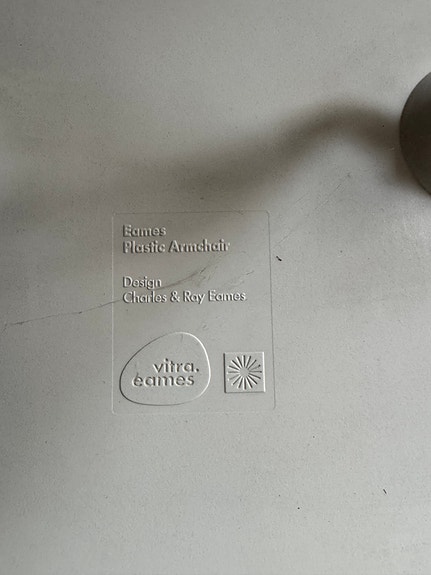 Eames
Plastic Armchair
Design
Charles & Ray Eames
vitra.
eames